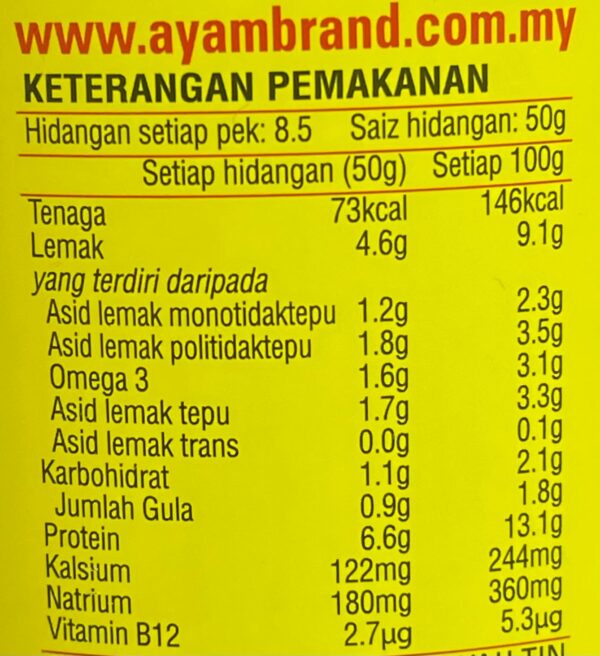 www.ayambrand.com.my
KETERANGAN PEMAKANAN
Hidangan setiap pek: 8.5 Saiz hidangan: 50g
Setiap hidangan (50g) Setiap 100g
Tenaga 73kcal 146kcal
Lemak 4.6g 9.1g
yang terdiri daripada
Asid lemak monotidaktepu 1.2g 2.3g
Asid lemak politidaktepu 1.8g 3.5g
Omega 3 1.6g 3.1g
Asid lemak tepu 1.7g 3.3g
Asid lemak trans 0.0g 0.1g
Karbohidrat 1.1g 2.1g
Jumlah Gula 0.9g 1.8g
Protein 6.6g 13.1g
Kalsium 122mg 244mg
Natrium 180mg 360mg
Vitamin B12 2.7µg 5.3µg
TIN